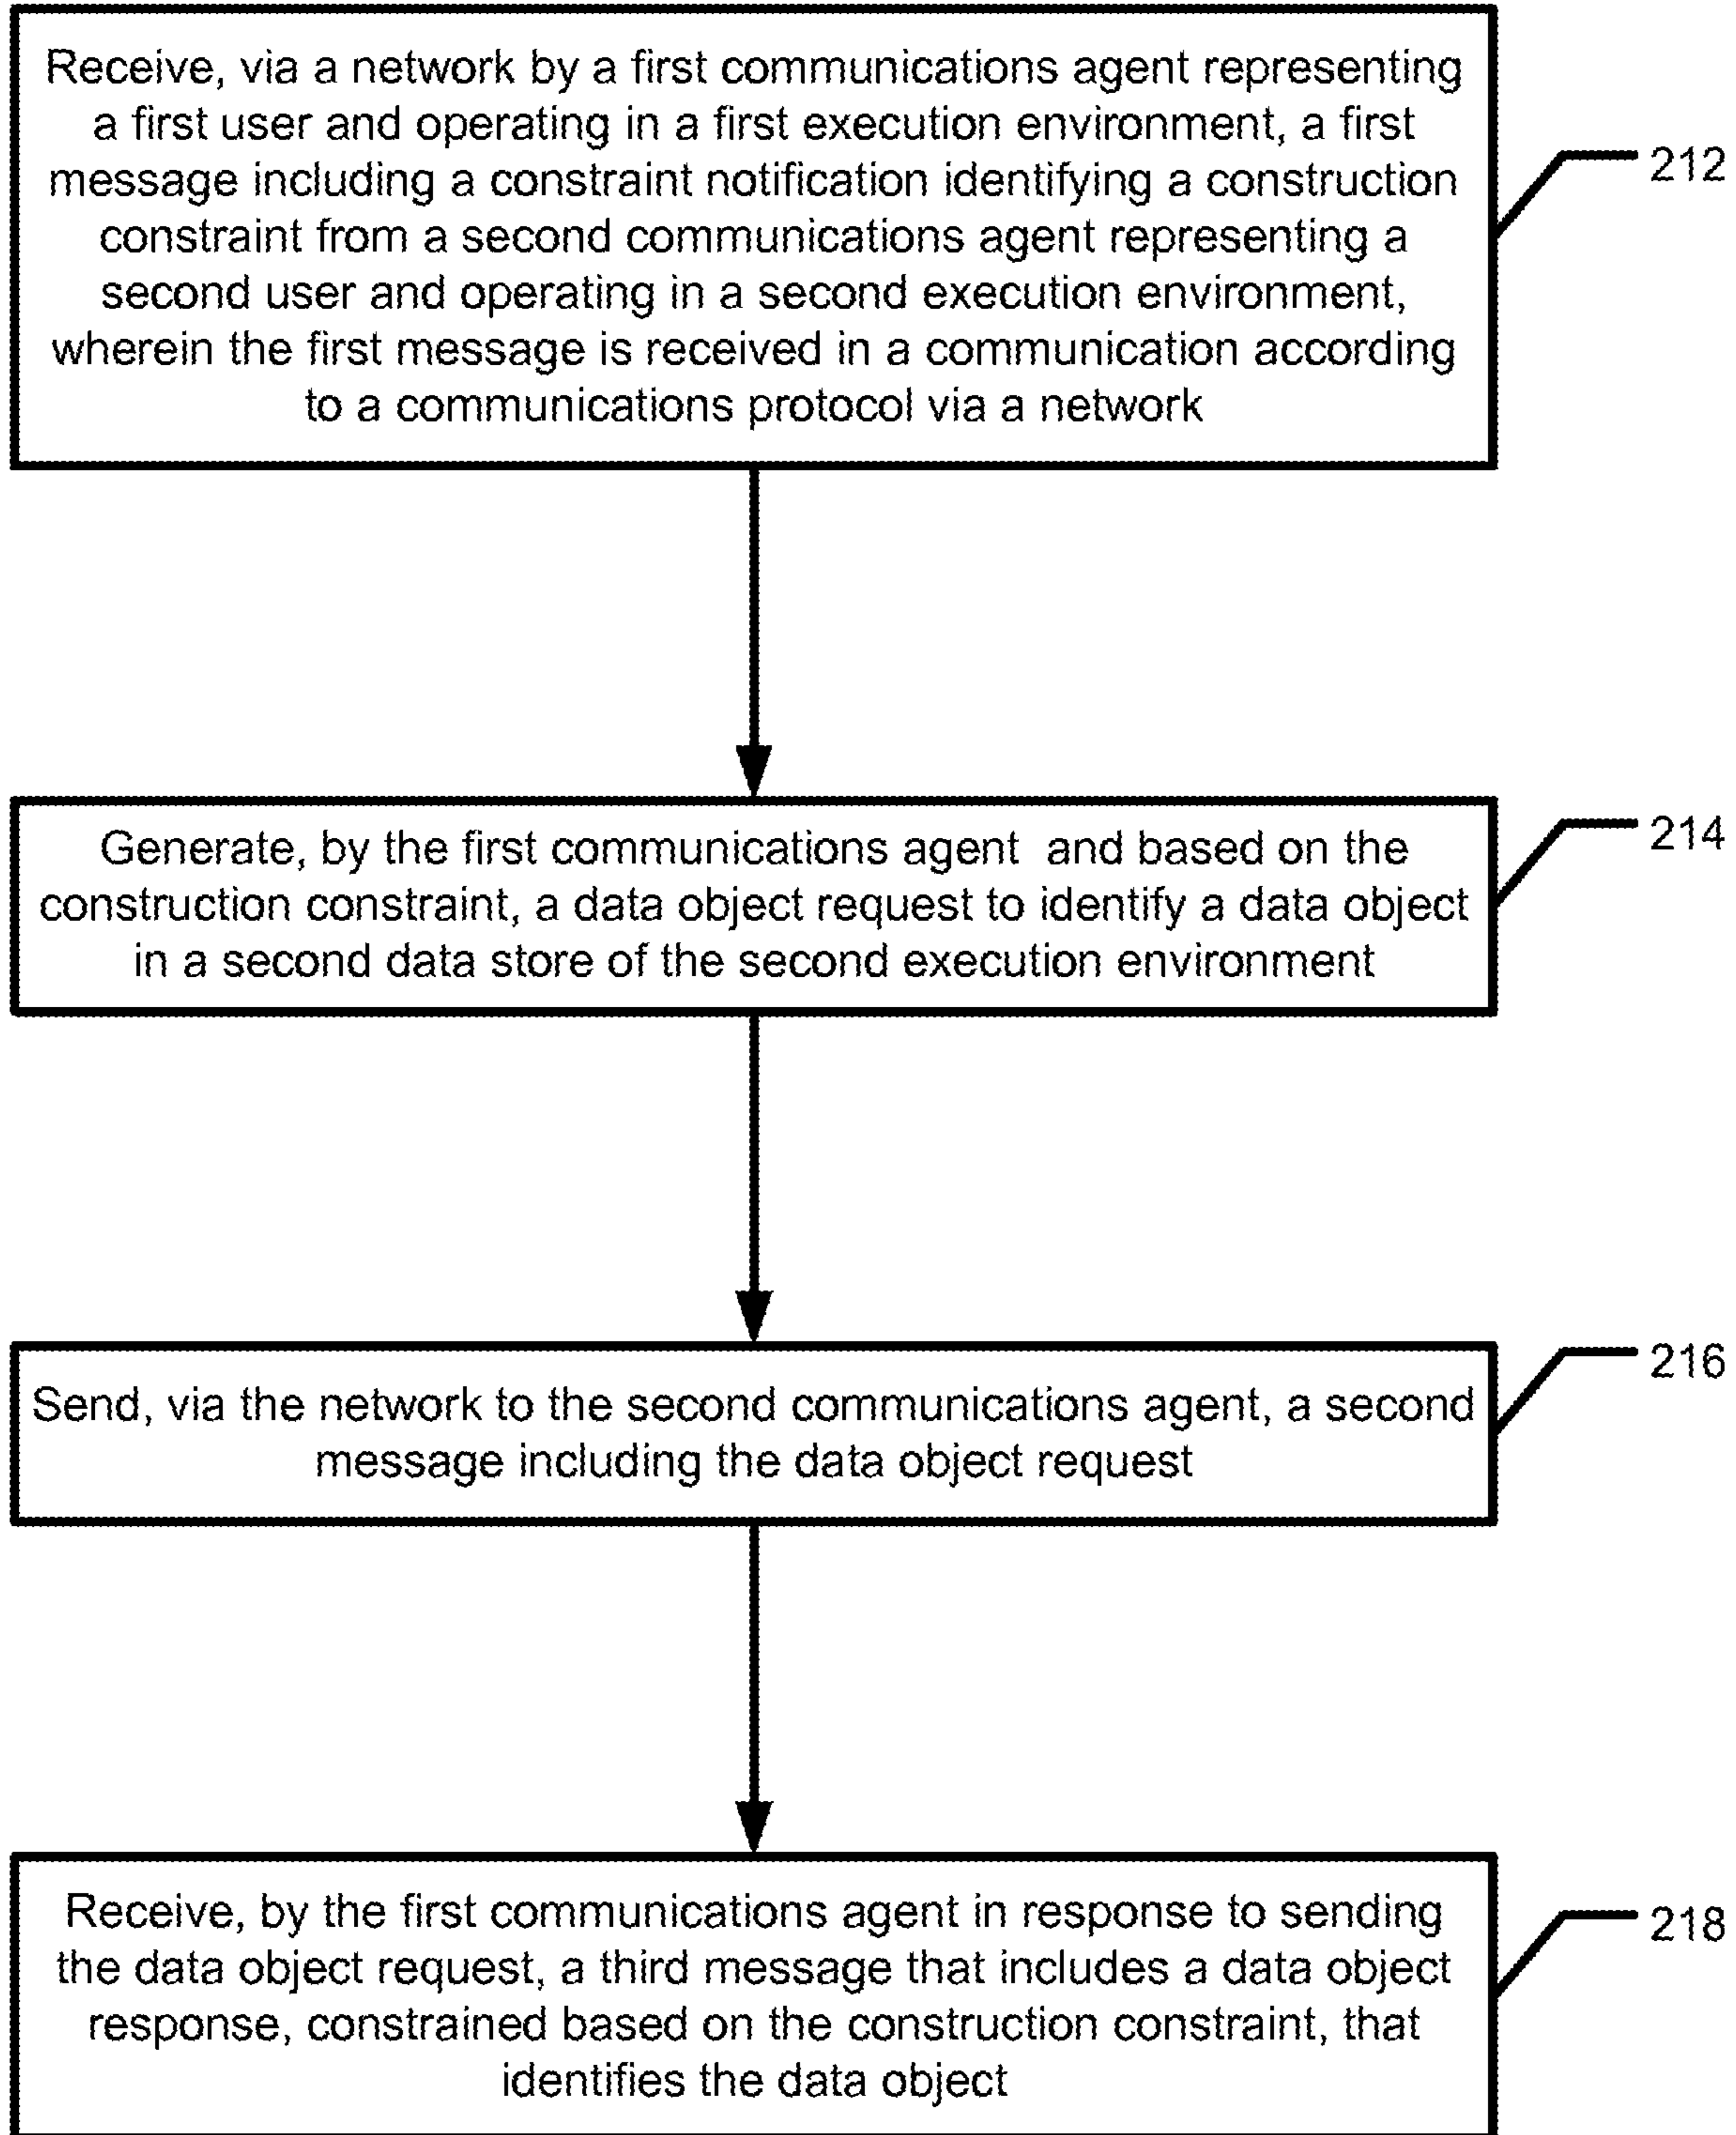 Receive, via a network by a first communications agent representing
a first user and operating in a first execution environment, a first
message including a constraint notification identifying a construction
constraint from a second communications agent representing a
second user and operating in a second execution environment,
wherein the first message is received in a communication according
to a communications protocol via a network
212
Generate, by the first communications agent and based on the
construction constraint, a data object request to identify a data object
in a second data store of the second execution environment
214
Send, via the network to the second communications agent, a second
message including the data object request
216
Receive, by the first communications agent in response to sending
the data object request, a third message that includes a data object
response, constrained based on the construction constraint, that
identifies the data object
218